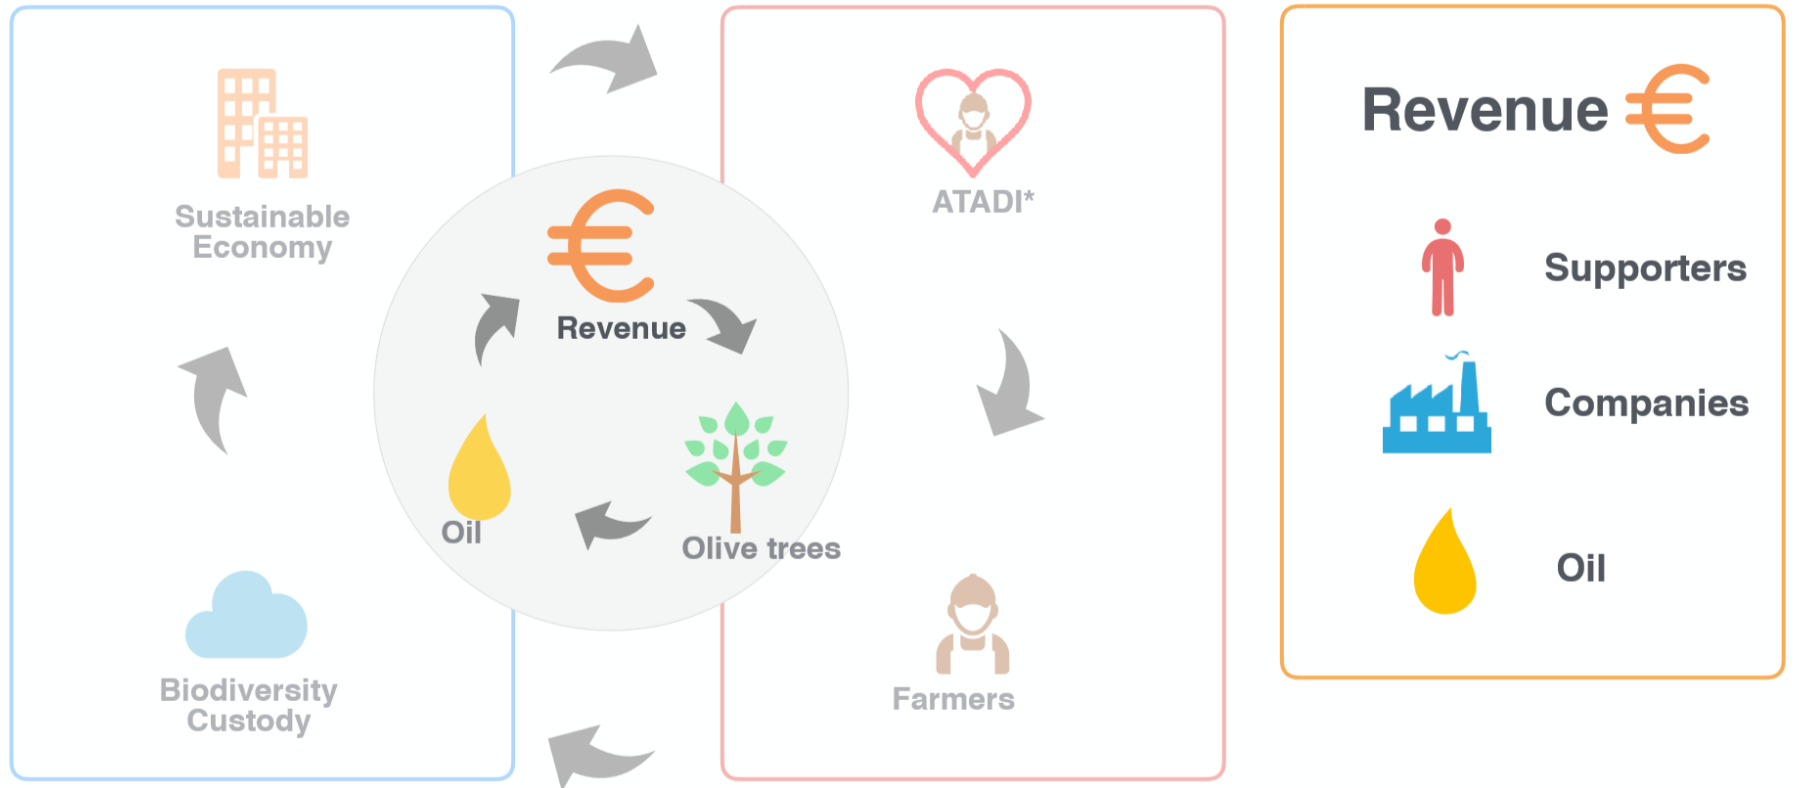 Sustainable
Economy
ATADI*
Revenue
Oil
Olive trees
Biodiversity
Custody
Farmers
Revenue
Supporters
Companies
Oil